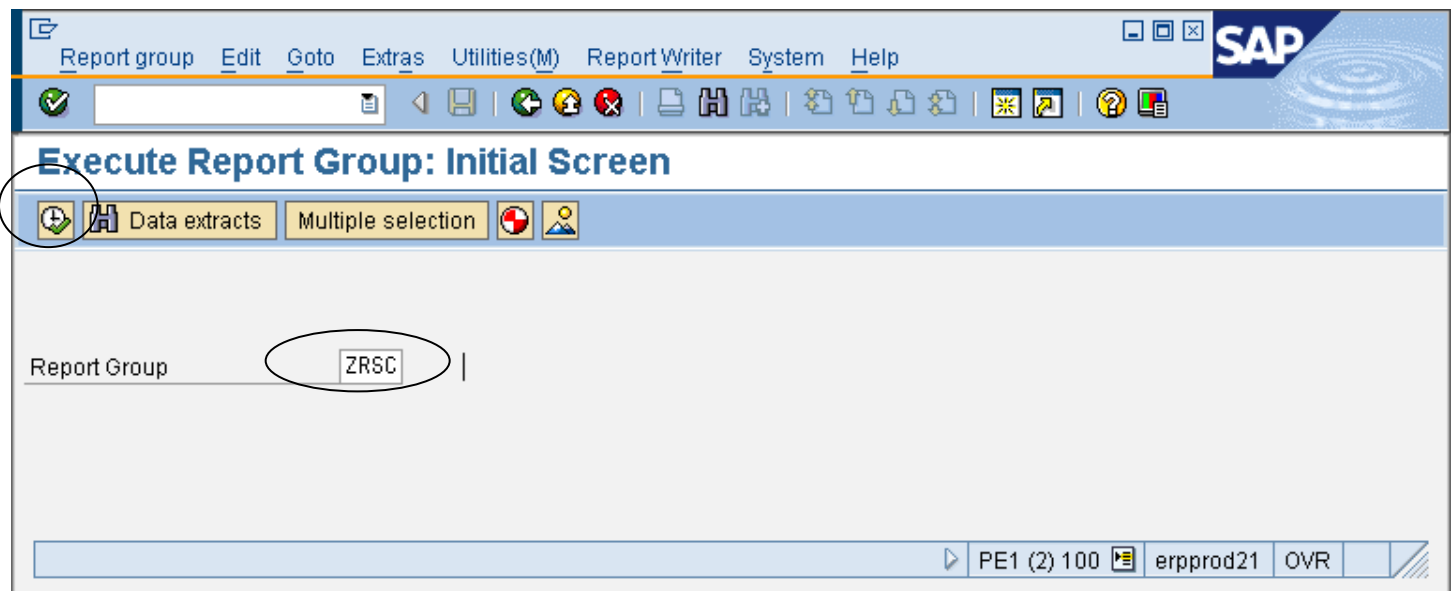 Report group Edit Goto Extras Utilities(M) Report Writer System Help
SAP
Execute Report Group: Initial Screen
Data extracts Multiple selection
Report Group ZRSC
PE1 (2) 100 erpprod21 OVR